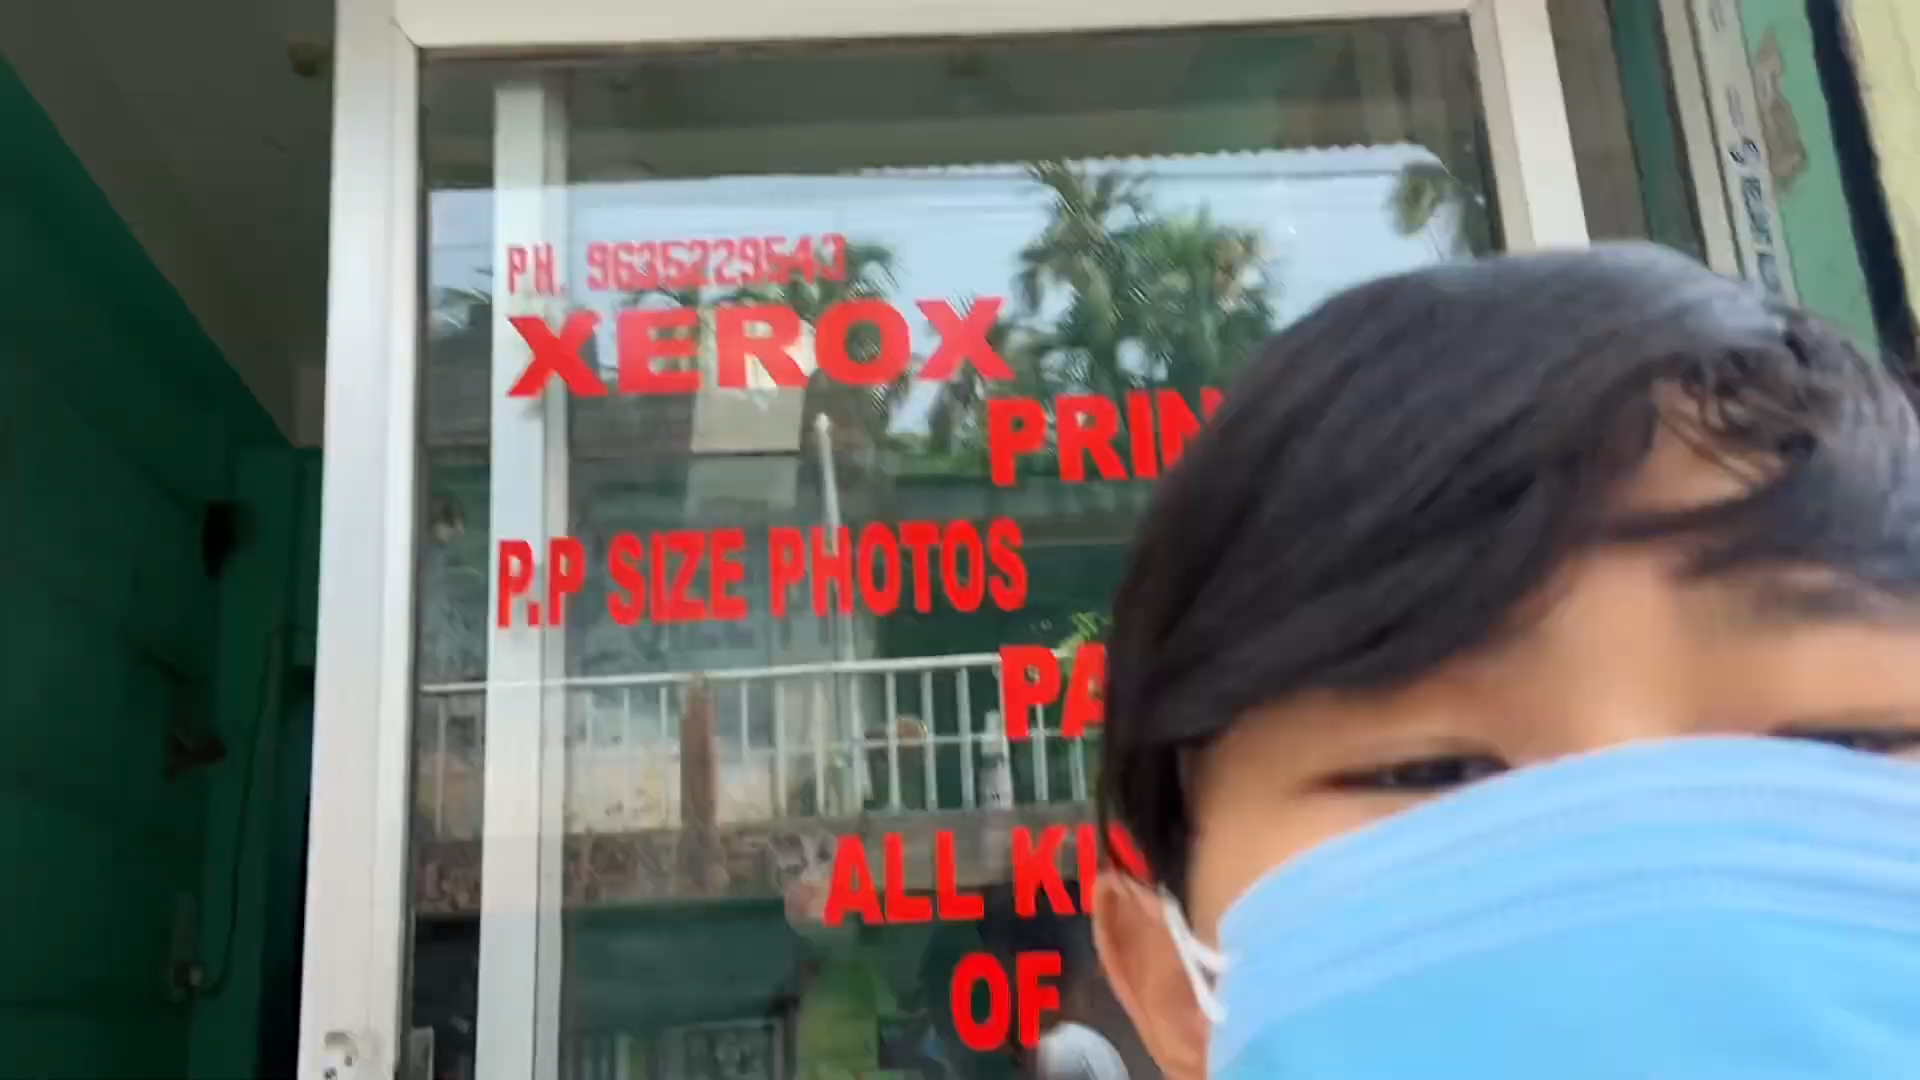 PH. 9635229543
XEROX
PRIN
P.P SIZE PHOTOS
PA
ALL KI
OF